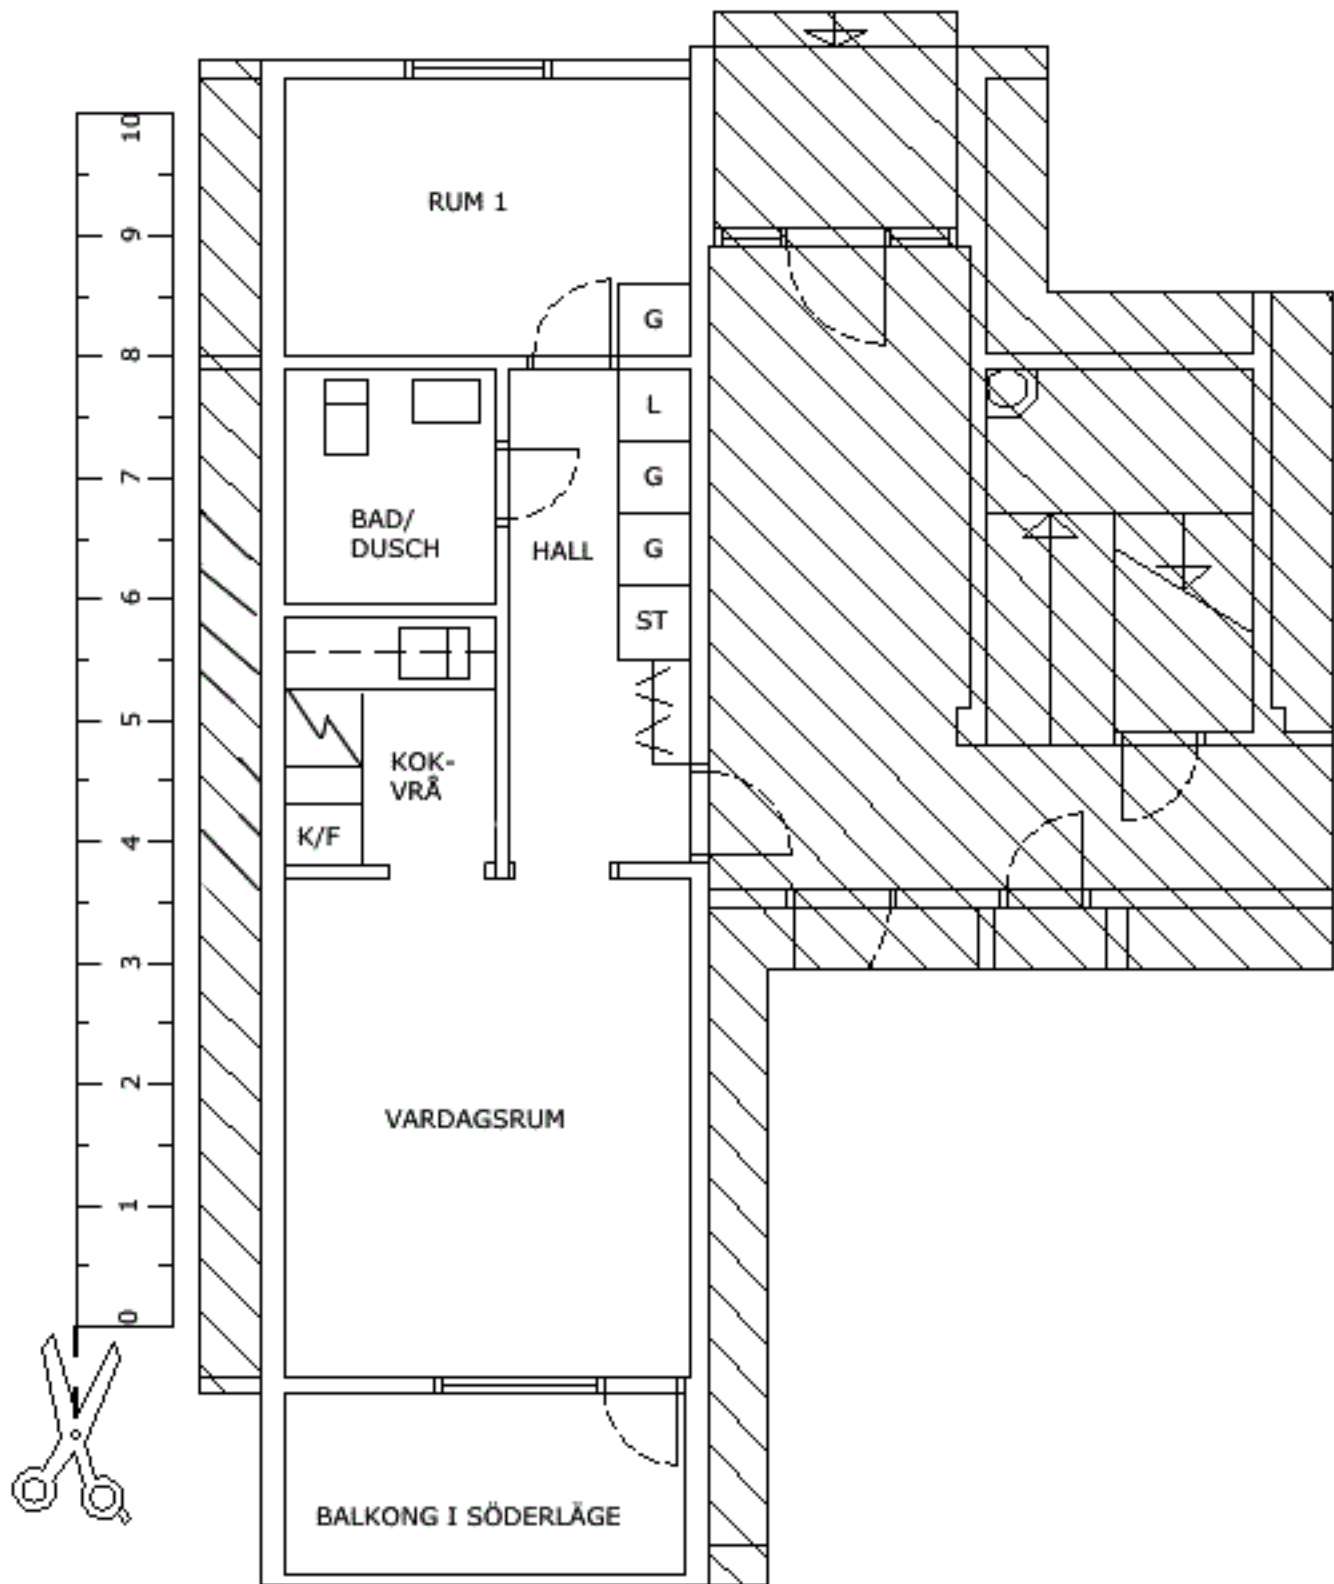 10
9
8
7
6
5
4
3
2
1
0
RUM 1
G
L
G
G
ST
BAD/
DUSCH
HALL
KOK-
VRÅ
K/F
VARDAGSRUM
BALKONG I SÖDERLÄGE